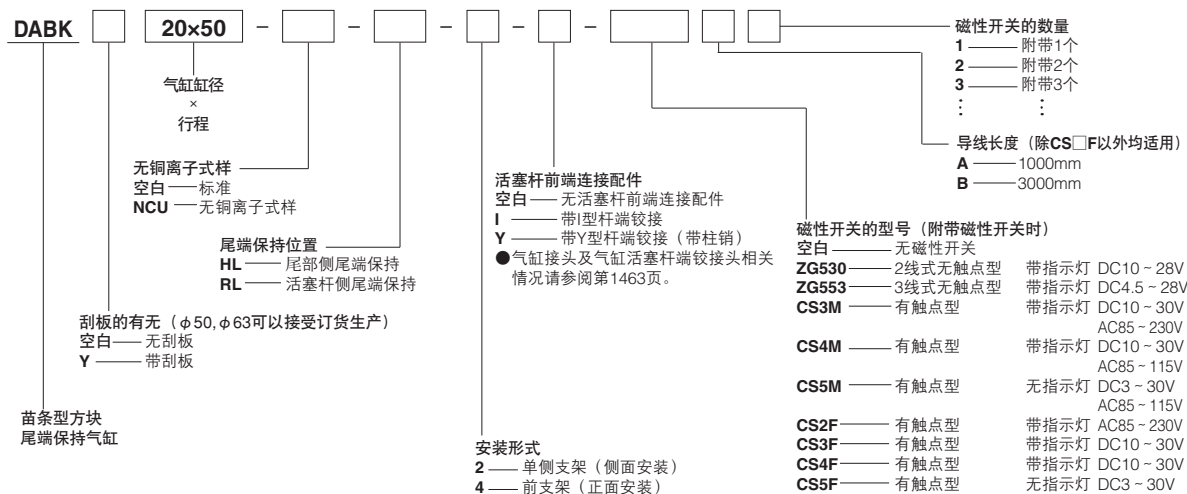 DABK □ 20×50 - □ - □ - □ - □ - □ □ □
气缸缸径
×
行程
无铜离子式样
空白 标准
NCU 无铜离子式样
尾端保持位置
HL 尾部侧尾端保持
RL 活塞杆侧尾端保持
刮板的有无（φ50,φ63可以接受订货生产）
空白 无刮板
Y 带刮板
苗条型方块
尾端保持气缸
活塞杆前端连接配件
空白 无活塞杆前端连接配件
I 带I型杆端铰接
Y 带Y型杆端铰接（带柱销）
●气缸接头及气缸活塞杆端铰接头相关
情况请参阅第1463页。
安装形式
2 单侧支架（侧面安装）
4 前支架（正面安装）
磁性开关的数量
1 附带1个
2 附带2个
3 附带3个
⋮ ⋮
导线长度（除CS□F以外均适用）
A 1000mm
B 3000mm
磁性开关的型号（附带磁性开关时）
空白 无磁性开关
ZG530 2线式无触点型 带指示灯 DC10～28V
ZG553 3线式无触点型 带指示灯 DC4.5～28V
CS3M 有触点型 带指示灯 DC10～30V
AC85～230V
CS4M 有触点型 带指示灯 DC10～30V
AC85～115V
CS5M 有触点型 无指示灯 DC3～30V
AC85～115V
CS2F 有触点型 带指示灯 AC85～230V
CS3F 有触点型 带指示灯 DC10～30V
CS4F 有触点型 带指示灯 DC10～30V
CS5F 有触点型 无指示灯 DC3～30V